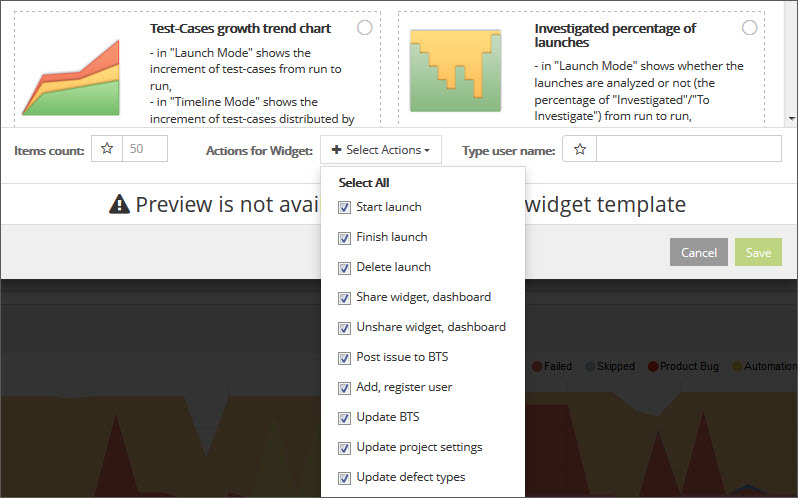 Test-Cases growth trend chart
- in "Launch Mode" shows the
increment of test-cases from run to
run,
- in "Timeline Mode" shows the
increment of test-cases distributed by
Investigated percentage of
launches
- in "Launch Mode" shows whether the
launches are analyzed or not (the
percentage of "Investigated"/"To
Investigate") from run to run,
Items count: 50 Actions for Widget: Select Actions Type user name:
Preview is not avai widget template
Cancel Save
Select All
Start launch
Finish launch
Delete launch
Share widget, dashboard
Unshare widget, dashboard
Post issue to BTS
Add, register user
Update BTS
Update project settings
Update defect types
Failed Skipped Product Bug Automation